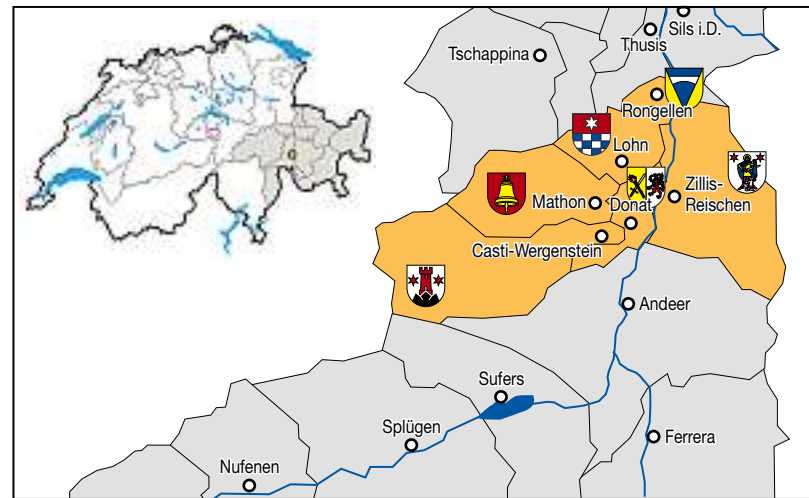 Sils i.D.
Thusis
Tschappina
Rongellen
Lohn
Zillis-
Reischen
Mathon
Donat
Casti-Wergenstein
Andeer
Sufers
Splügen
Ferrera
Nufenen